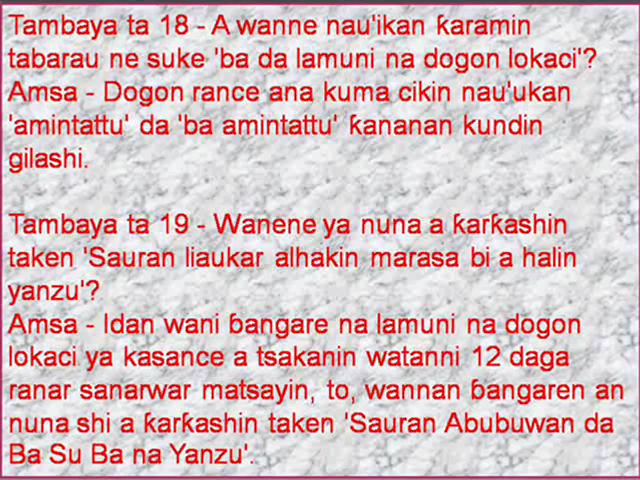 Tambaya ta 18 - A wanne nau'ikan ƙaramin
tabarau ne suke 'ba da lamuni na dogon lokaci'?
Amsa - Dogon rance ana kuma cikin nau'ukan
'amintattu' da 'ba amintattu' ƙananan kundin
gilashi.
Tambaya ta 19 - Wanene ya nuna a ƙarƙashin
taken 'Sauran liaukar alhakin marasa bi a halin
yanzu'?
Amsa - Idan wani ɓangare na lamuni na dogon
lokaci ya kasance a tsakanin watanni 12 daga
ranar sanarwar matsayin, to, wannan ɓangaren an
nuna shi a ƙarƙashin taken 'Sauran Abubuwan da
Ba Su Ba na Yanzu'.